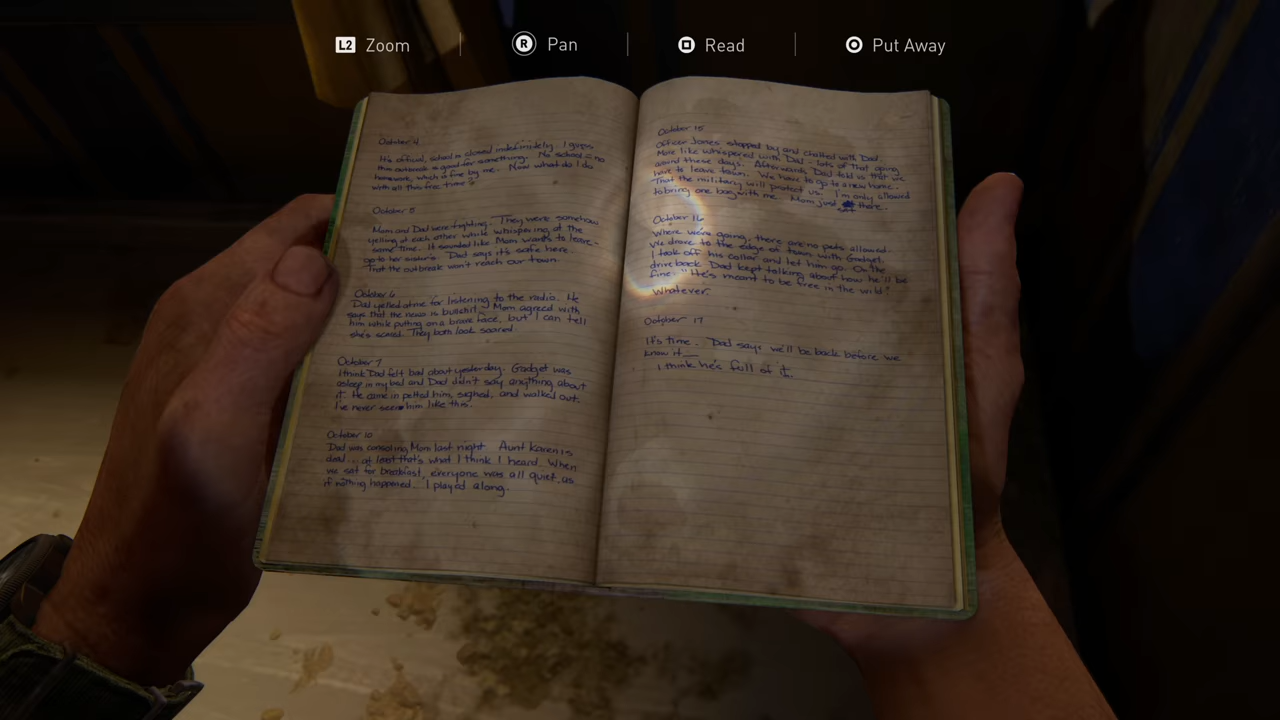 L2 Zoom
R Pan
Read
Put Away
October 4
It's official, school is closed indefinitely. I guess
this outbreak is good for something. No school = no
homework, which is fine by me. Now what do I do
with all this free time?
October 5
Mom and Dad were fighting. They were somehow
yelling at each other while whispering at the
same time. It sounded like Mom wants to leave-
go to her sister's. Dad says it's safe here.
That the outbreak won't reach our town.
October 6
Dad yelled at me for listening to the radio. He
says that the news is bullshit. Mom agreed with
him while putting on a brave face, but I can tell
she's scared. They both look scared.
October 7
I think Dad felt bad about yesterday. Gadget was
asleep in my bed and Dad didn't say anything about
it. He came in petted him, sighed, and walked out.
I've never seen him like this.
October 10
Dad was consoling Mom last night. Aunt Karen is
dead... at least that's what I think I heard. When
we sat for breakfast, everyone was all quiet as
if nothing happened. I played along.
October 15
Officer Jones stopped by and chatted with Dad.
More like whispered with Dad - lots of that going
around these days. Afterwards, Dad told us that we
have to leave town. We have to go to a new home.
That the military will protect us. I'm only allowed
to bring one bag with me. Mom just sat there.
October 16
Where we're going, there are no pets allowed.
We drove to the edge of town with Gadget.
I took off his collar and let him go. On the
drive back Dad kept talking about how he'll be
fine: "He's meant to be free in the wild"
Whatever.
October 17
It's time. Dad says we'll be back before we
know it
I think he's full of it.